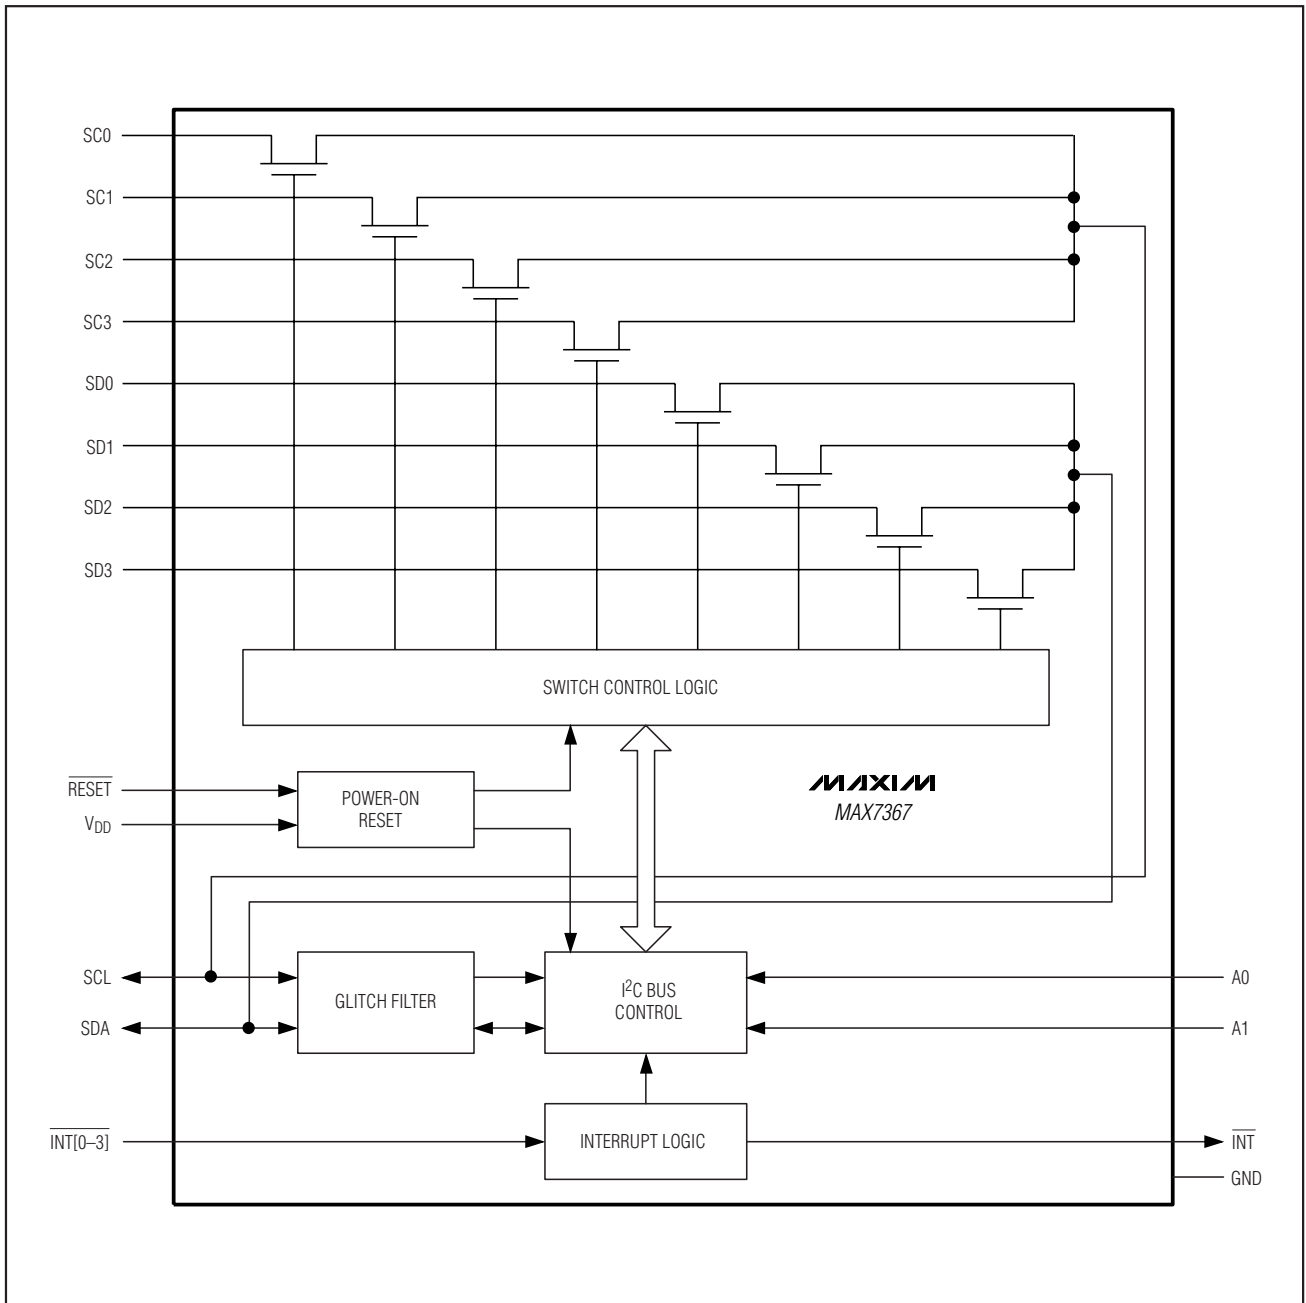 SC0
SC1
SC2
SC3
SD0
SD1
SD2
SD3
SWITCH CONTROL LOGIC
RESET
VDD
POWER-ON
RESET
MAXIM
MAX7367
SCL
SDA
GLITCH FILTER
I²C BUS
CONTROL
A0
A1
INT[0–3]
INTERRUPT LOGIC
INT
GND